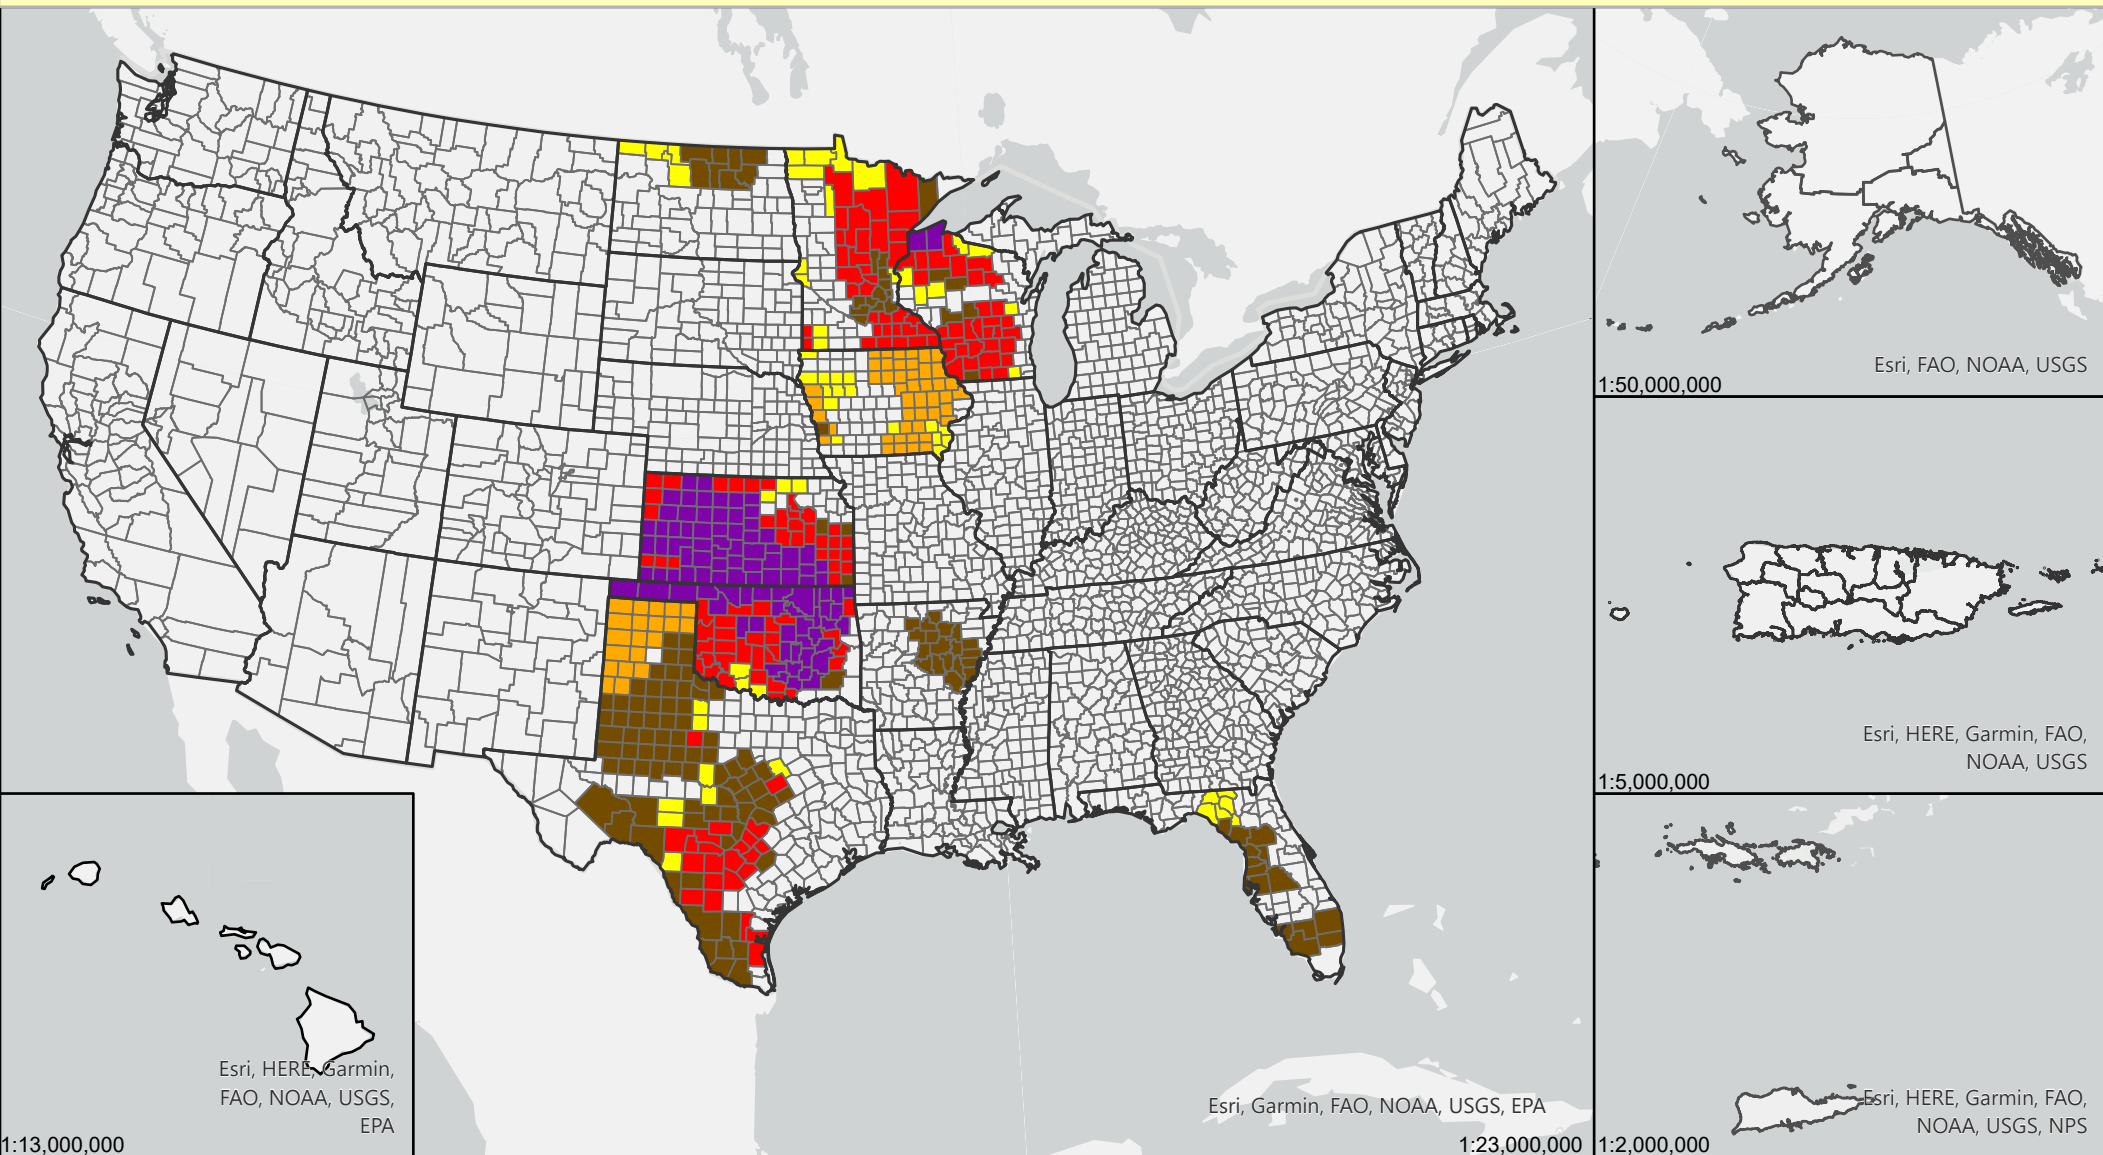 Esri, FAO, NOAA, USGS
1:50,000,000
Esri, HERE, Garmin, FAO,
NOAA, USGS
1:5,000,000
Esri, HERE, Garmin,
FAO, NOAA, USGS,
EPA
1:13,000,000
Esri, Garmin, FAO, NOAA, USGS, EPA
1:23,000,000
Esri, HERE, Garmin, FAO,
NOAA, USGS, NPS
1:2,000,000